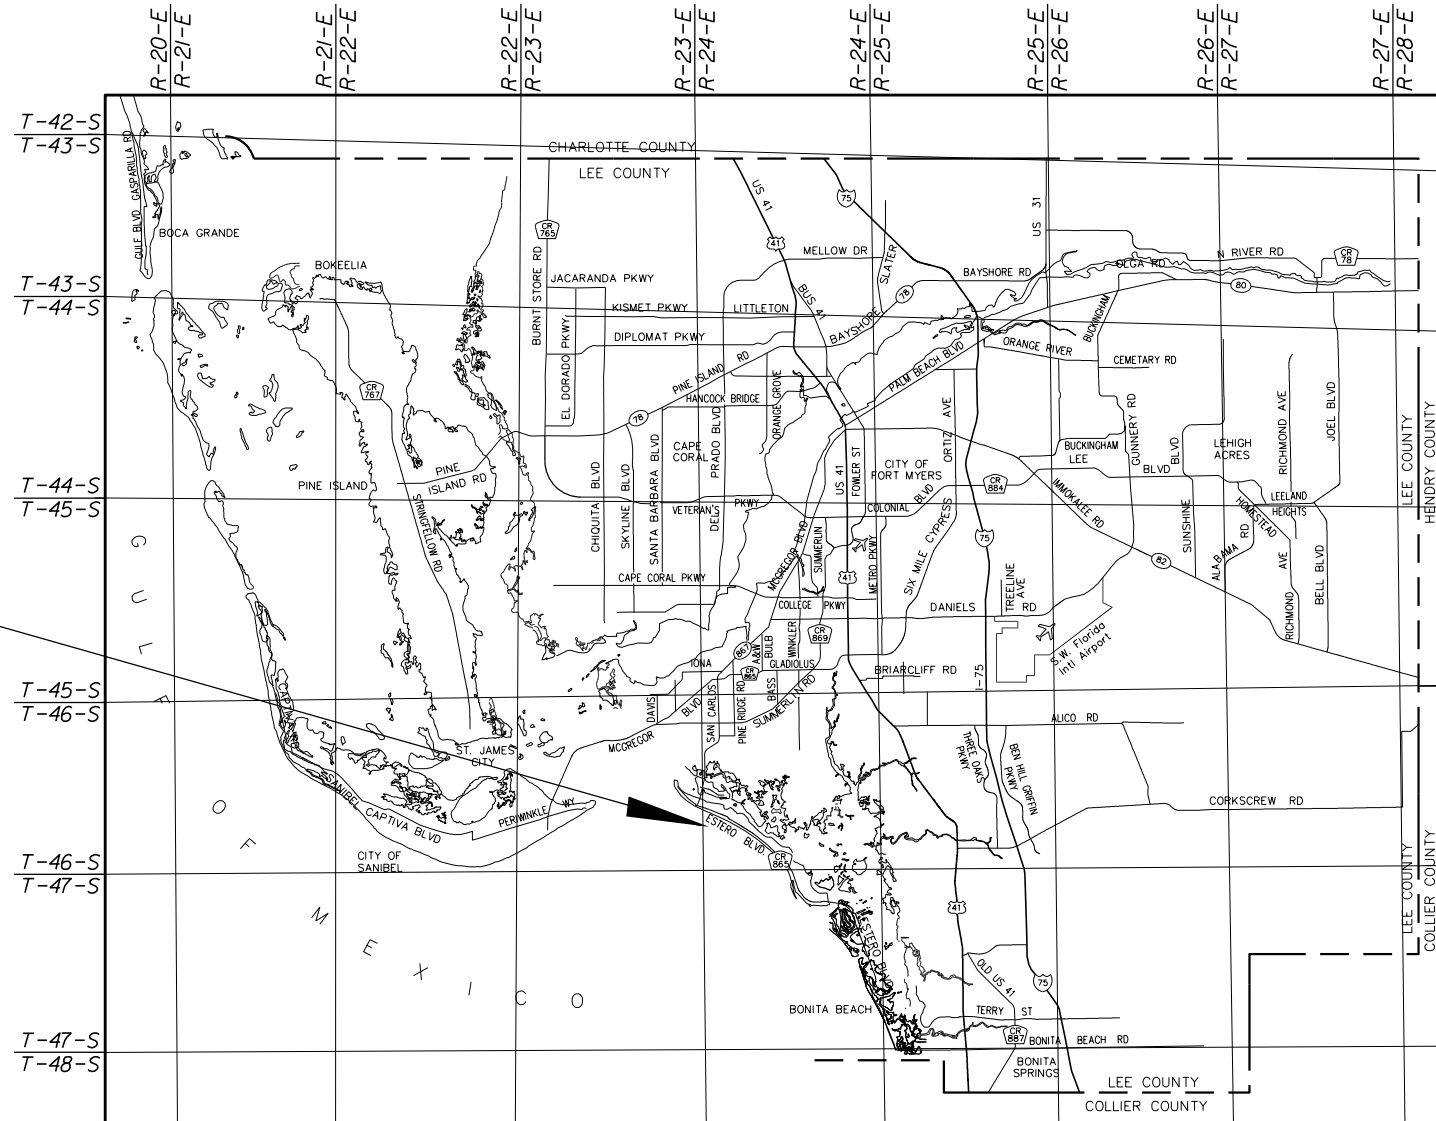 R-20-E
R-21-E
R-21-E
R-22-E
R-22-E
R-23-E
R-23-E
R-24-E
R-24-E
R-25-E
R-25-E
R-26-E
R-26-E
R-27-E
R-27-E
R-28-E
T-42-S
T-43-S
T-43-S
T-44-S
T-44-S
T-45-S
T-45-S
T-46-S
T-46-S
T-47-S
T-47-S
T-48-S
CHARLOTTE COUNTY
LEE COUNTY
GULF BLVD GASPARILLA RD
BOCA GRANDE
BOKEELIA
CR
765
BURNT STORE RD
US 41
41
75
MELLOW DR
SLATER
US 31
BAYSHORE RD
OLGA RD
N RIVER RD
CR
78
80
JACARANDA PKWY
KISMET PKWY
LITTLETON
BUS 41
78
BAYSHORE
DIPLOMAT PKWY
EL DORADO PKWY
PINE ISLAND RD
78
HANCOCK BRIDGE
ORANGE GROVE
PALM BEACH BLVD
ORANGE RIVER
BUCKINGHAM
CEMETARY RD
CR
767
PINE
ISLAND RD
PINE ISLAND
STRINGFELLOW RD
CHIQUITA BLVD
SKYLINE BLVD
SANTA BARBARA BLVD
CAPE
CORAL
DEL PRADO BLVD
VETERAN'S PKWY
US 41
FOWLER ST
CITY OF
FORT MYERS
ORTIZ AVE
COLONIAL BLVD
CR
884
BUCKINGHAM
LEE BLVD
GUNNERY RD
BLVD
LEHIGH
ACRES
RICHMOND AVE
JOEL BLVD
LEELAND
HEIGHTS
HOMESTEAD
SUNSHINE
ALABAMA RD
RICHMOND AVE
BELL BLVD
IMMOKALEE RD
82
LEE COUNTY
HENDRY COUNTY
CAPE CORAL PKWY
MCGREGOR BLVD
SUMMERLIN
41
METRO PKWY
SIX MILE CYPRESS
75
COLLEGE PKWY
DANIELS RD
TREELINE
AVE
S.W. Florida
Intl Airport
867
A&W
BULB
WINKLER
CR
869
IONA
CR
865
GLADIOLUS
BRIARCLIFF RD
I-75
DAVIS
BLVD
SAN CARLOS
PINE RIDGE RD
BASS
SUMMERLIN RD
MCGREGOR
ALICO RD
THREE OAKS
PKWY
BEN HILL GRIFFIN
PKWY
CORKSCREW RD
ST. JAMES
CITY
SANIBEL CAPTIVA BLVD
PERIWINKLE WY
CITY OF
SANIBEL
ESTERO BLVD.
CR
865
ESTERO BLVD
41
OLD US 41
75
BONITA BEACH
TERRY ST
CR
887
BONITA BEACH RD
BONITA
SPRINGS
LEE COUNTY
COLLIER COUNTY
LEE COUNTY
COLLIER COUNTY
GULF OF MEXICO